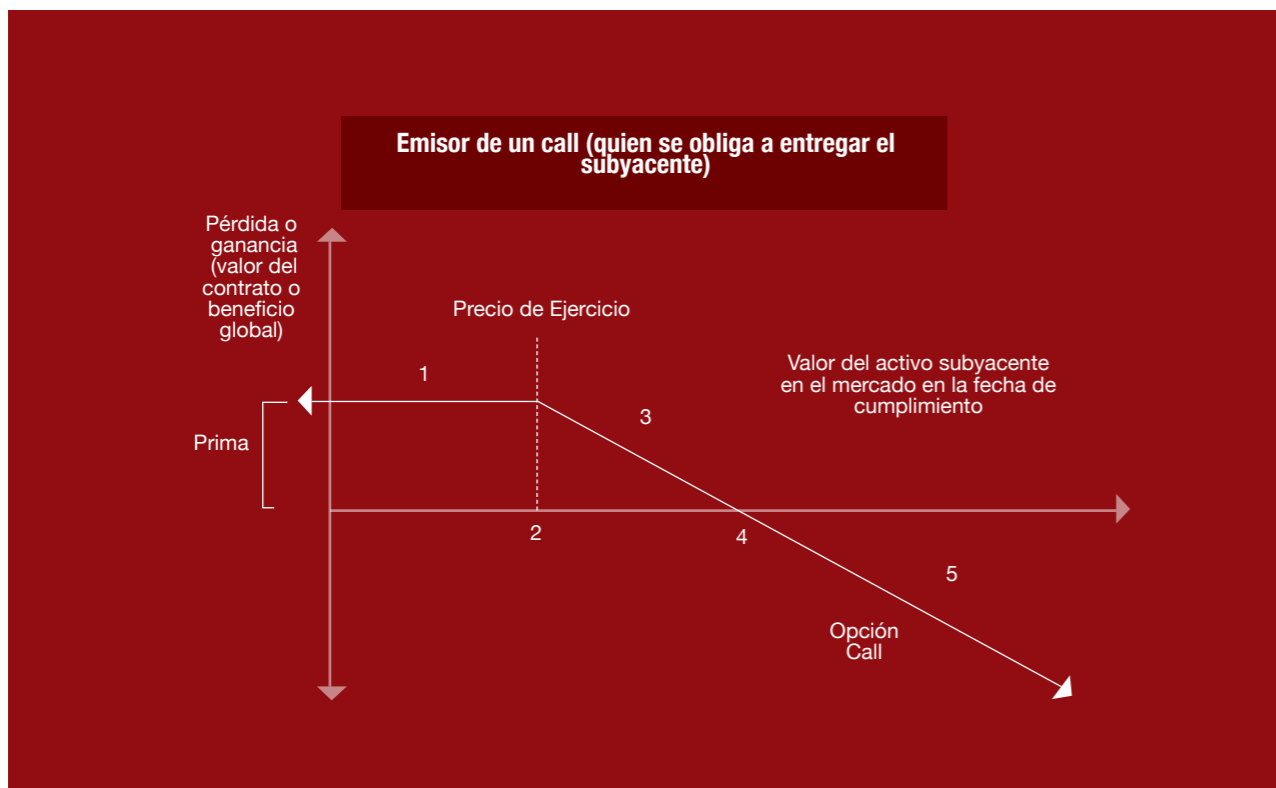 Emisor de un call (quien se obliga a entregar el
subyacente)
Pérdida o
ganancia
(valor del
contrato o
beneficio
global)
Precio de Ejercicio
Valor del activo subyacente
en el mercado en la fecha de
cumplimiento
1
3
Prima
2
4
5
Opción
Call